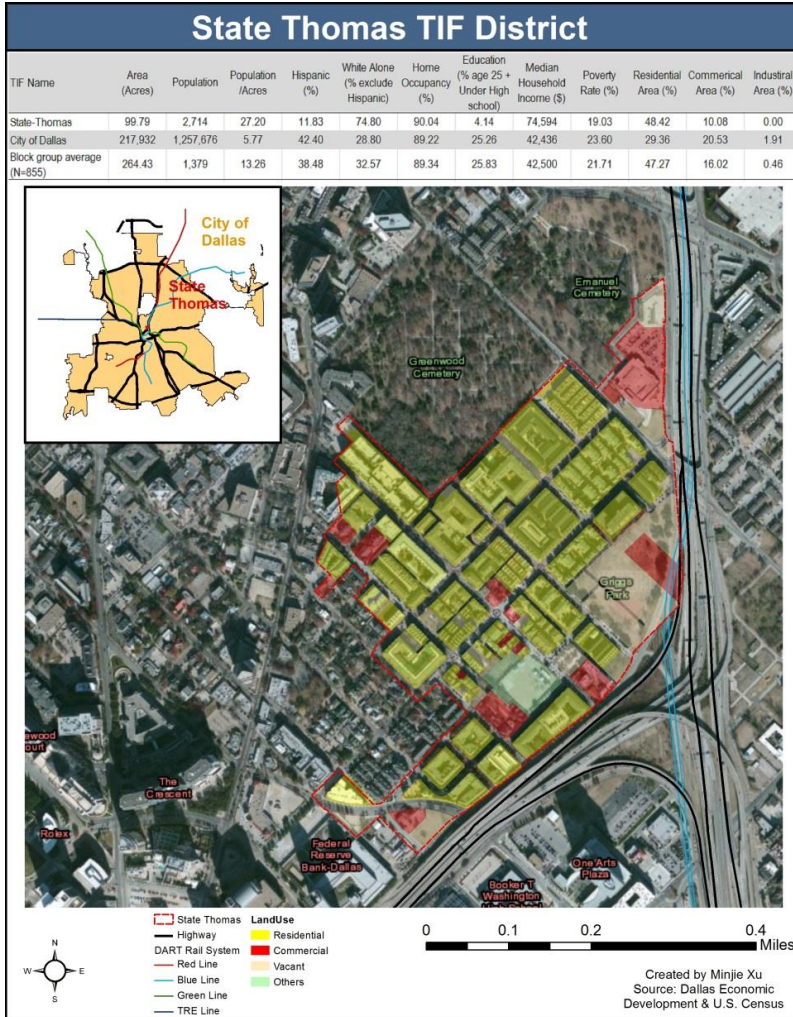 State Thomas TIF District
TIF Name Area (Acres) Population Population /Acres Hispanic (%) White Alone (% exclude Hispanic) Home Occupancy (%) Education (% age 25 + Under High school) Median Household Income ($) Poverty Rate (%) Residential Area (%) Commerical Area (%) Industiral Area (%)
State-Thomas 99.79 2,714 27.20 11.83 74.80 90.04 4.14 74,594 19.03 48.42 10.08 0.00
City of Dallas 217,932 1,257,676 5.77 42.40 28.80 89.22 25.26 42,436 23.60 29.36 20.53 1.91
Block group average (N=855) 264.43 1,379 13.26 38.48 32.57 89.34 25.83 42,500 21.71 47.27 16.02 0.46
City of
Dallas
State
Thomas
Emanuel
Cemetery
Greenwood
Cemetery
Griggs
Park
ewood
ourt
The
Crescent
Rolex
Federal
Reserve
Bank-Dallas
One Arts
Plaza
Booker T
Washington
State Thomas
Highway
DART Rail System
Red Line
Blue Line
Green Line
TRE Line
LandUse
Residential
Commercial
Vacant
Others
N
W E
S
0 0.1 0.2 0.4
Miles
Created by Minjie Xu
Source: Dallas Economic
Development & U.S. Census